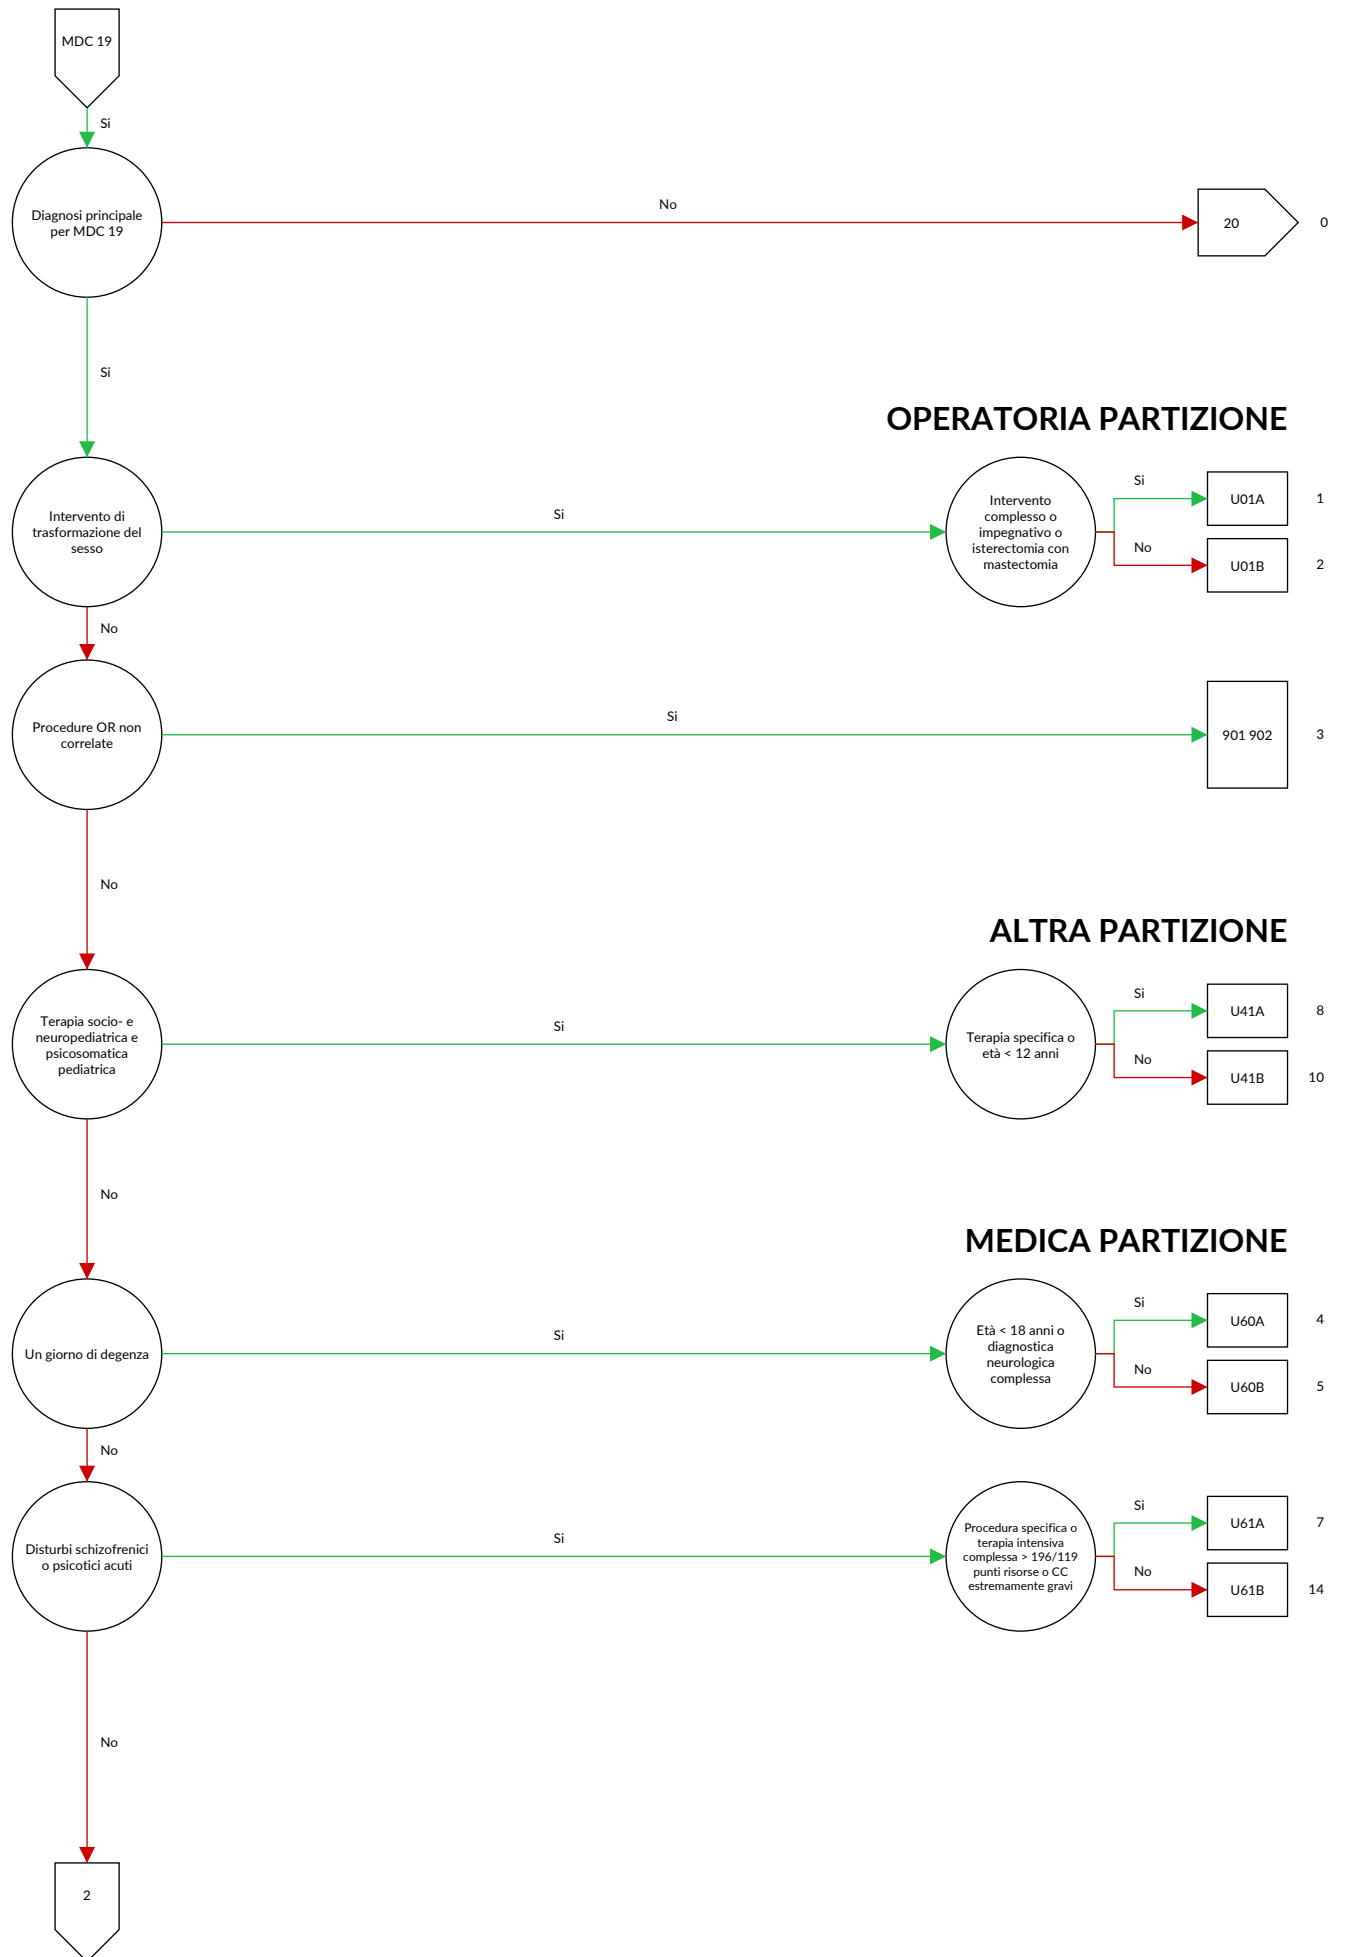 MDC 19
Si
Diagnosi principale
per MDC 19
No
20
0
Si
OPERATORIA PARTIZIONE
Intervento di
trasformazione del
sesso
Si
Intervento
complesso o
impegnativo o
isterectomia con
mastectomia
Si
U01A
1
No
U01B
2
No
Procedure OR non
correlate
Si
901 902
3
No
ALTRA PARTIZIONE
Terapia socio- e
neuropediatrica e
psicosomatica
pediatrica
Si
Terapia specifica o
età < 12 anni
Si
U41A
8
No
U41B
10
No
MEDICA PARTIZIONE
Un giorno di degenza
Si
Età < 18 anni o
diagnostica
neurologica
complessa
Si
U60A
4
No
U60B
5
No
Disturbi schizofrenici
o psicotici acuti
Si
Procedura specifica o
terapia intensiva
complessa > 196/119
punti risorse o CC
estremamente gravi
Si
U61A
7
No
U61B
14
No
2